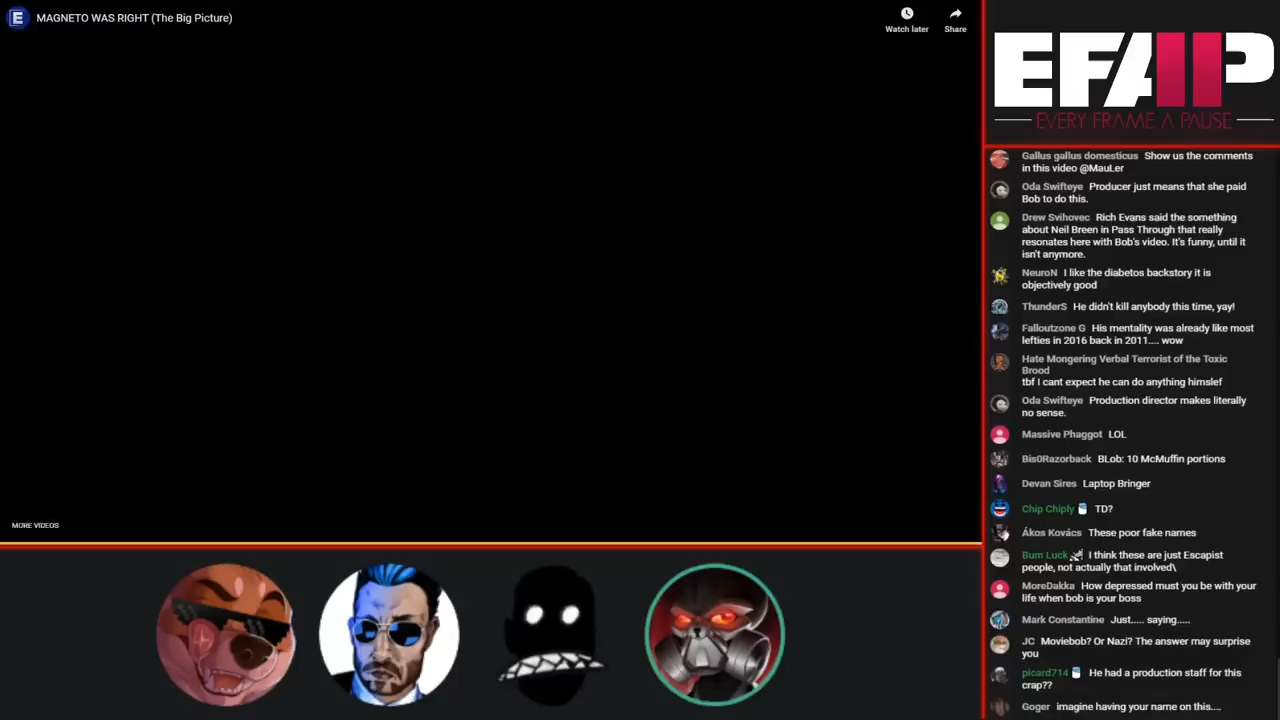 E
MAGNETO WAS RIGHT (The Big Picture)
Watch later
Share
MORE VIDEOS
EFAP
EVERY FRAME A PAUSE
Gallus gallus domesticus Show us the comments
in this video @MauLer
Oda Swifteye Producer just means that she paid
Bob to do this.
Drew Svihovec Rich Evans said the something
about Neil Breen in Pass Through that really
resonates here with Bob's video. It's funny, until it
isn't anymore.
NeuroN I like the diabetos backstory it is
objectively good
ThunderS He didn't kill anybody this time, yay!
Falloutzone G His mentality was already like most
lefties in 2016 back in 2011.... wow
Hate Mongering Verbal Terrorist of the Toxic
Brood
tbf I cant expect he can do anything himslef
Oda Swifteye Production director makes literally
no sense.
Massive Phaggot LOL
Bis0Razorback BLob: 10 McMuffin portions
Devan Sires Laptop Bringer
Chip Chiply TD?
Ákos Kovács These poor fake names
Bum Luck I think these are just Escapist
people, not actually that involved\
MoreDakka How depressed must you be with your
life when bob is your boss
Mark Constantine Just..... saying.....
JC Moviebob? Or Nazi? The answer may surprise
you
picard714 He had a production staff for this
crap??
Goger imagine having your name on this....